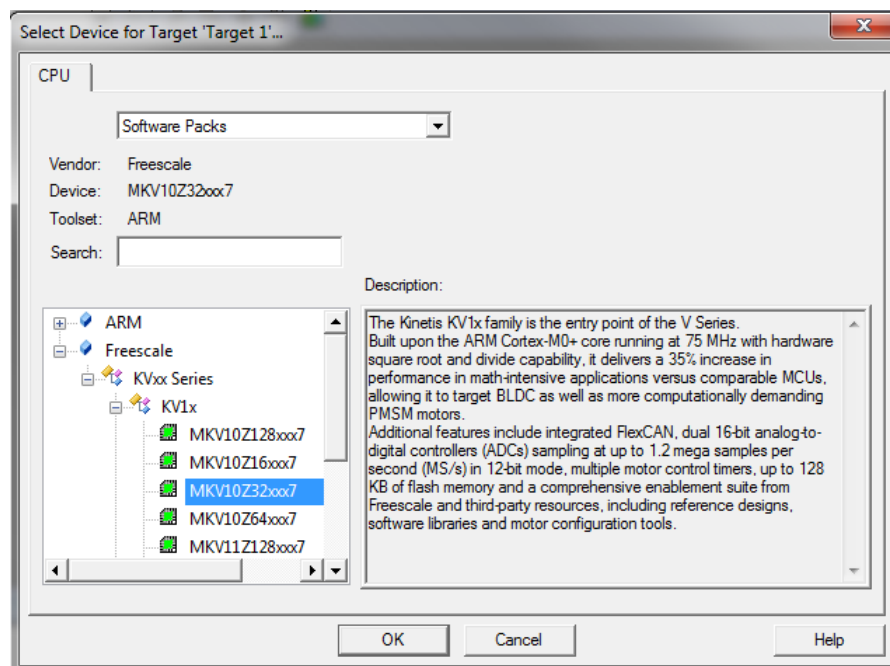 Select Device for Target 'Target 1'...
CPU
Software Packs
Vendor: Freescale
Device: MKV10Z32xxx7
Toolset: ARM
Search:
Description:
ARM
Freescale
KVxx Series
KV1x
MKV10Z128xxx7
MKV10Z16xxx7
MKV10Z32xxx7
MKV10Z64xxx7
MKV11Z128xxx7
The Kinetis KV1x family is the entry point of the V Series.
Built upon the ARM Cortex-M0+ core running at 75 MHz with hardware
square root and divide capability, it delivers a 35% increase in
performance in math-intensive applications versus comparable MCUs,
allowing it to target BLDC as well as more computationally demanding
PMSM motors.
Additional features include integrated FlexCAN, dual 16-bit analog-to-
digital controllers (ADCs) sampling at up to 1.2 mega samples per
second (MS/s) in 12-bit mode, multiple motor control timers, up to 128
KB of flash memory and a comprehensive enablement suite from
Freescale and third-party resources, including reference designs,
software libraries and motor configuration tools.
OK
Cancel
Help